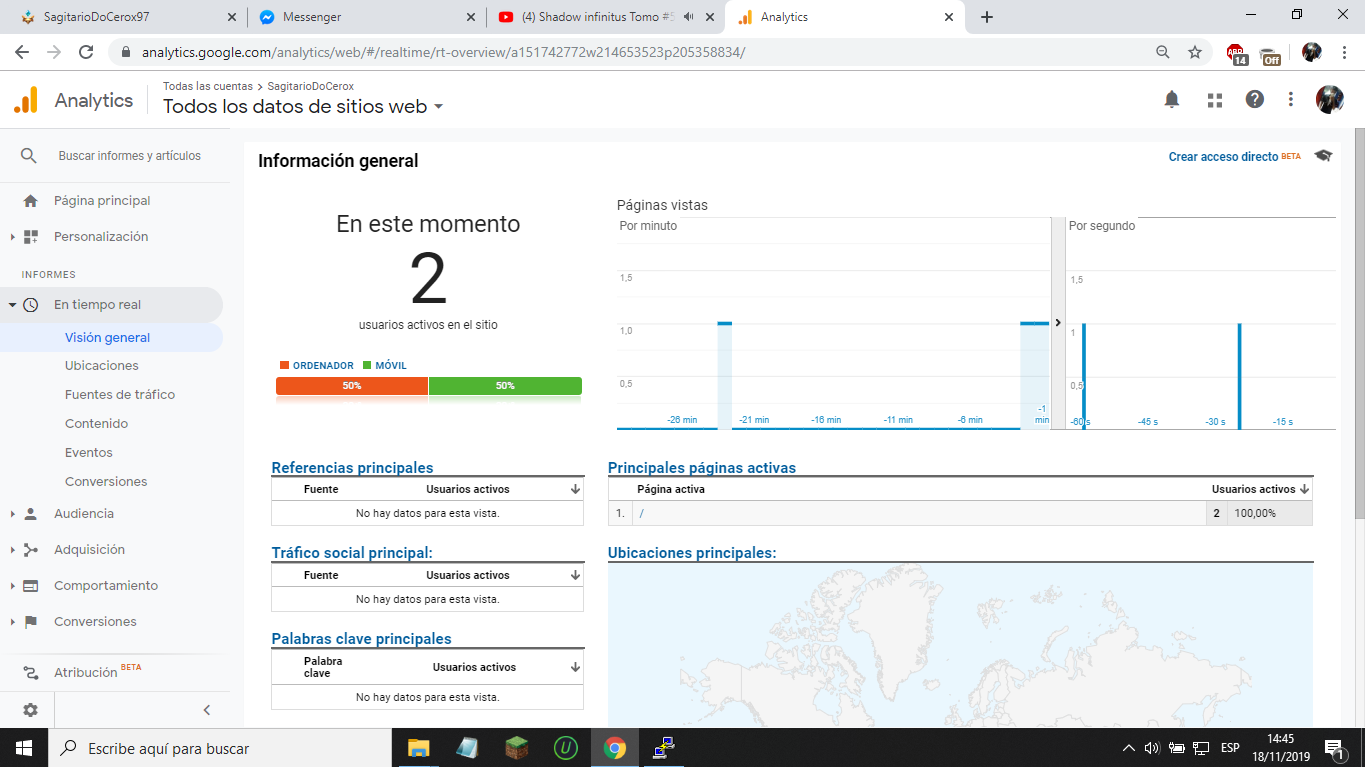 SagitarioDoCerox97
Messenger
(4) Shadow infinitus Tomo #5
Analytics
analytics.google.com/analytics/web/#/realtime/rt-overview/a151742772w214653523p205358834/
ABP
14
Off
Analytics
Todas las cuentas > SagitarioDoCerox
Todos los datos de sitios web
Buscar informes y artículos
Página principal
Personalización
INFORMES
En tiempo real
Visión general
Ubicaciones
Fuentes de tráfico
Contenido
Eventos
Conversiones
Audiencia
Adquisición
Comportamiento
Conversiones
Atribución BETA
Información general
Crear acceso directo BETA
En este momento
2
usuarios activos en el sitio
ORDENADOR MÓVIL
50% 50%
Páginas vistas
Por minuto
1,5
1,0
0,5
-26 min -21 min -16 min -11 min -6 min -1 min
Por segundo
1,5
1
0,5
-60 s -45 s -30 s -15 s
Referencias principales
Fuente Usuarios activos
No hay datos para esta vista.
Tráfico social principal:
Fuente Usuarios activos
No hay datos para esta vista.
Palabras clave principales
Palabra clave Usuarios activos
No hay datos para esta vista.
Principales páginas activas
Página activa Usuarios activos
1. / 2 100,00%
Ubicaciones principales:
Escribe aquí para buscar
ESP
14:45
18/11/2019
1